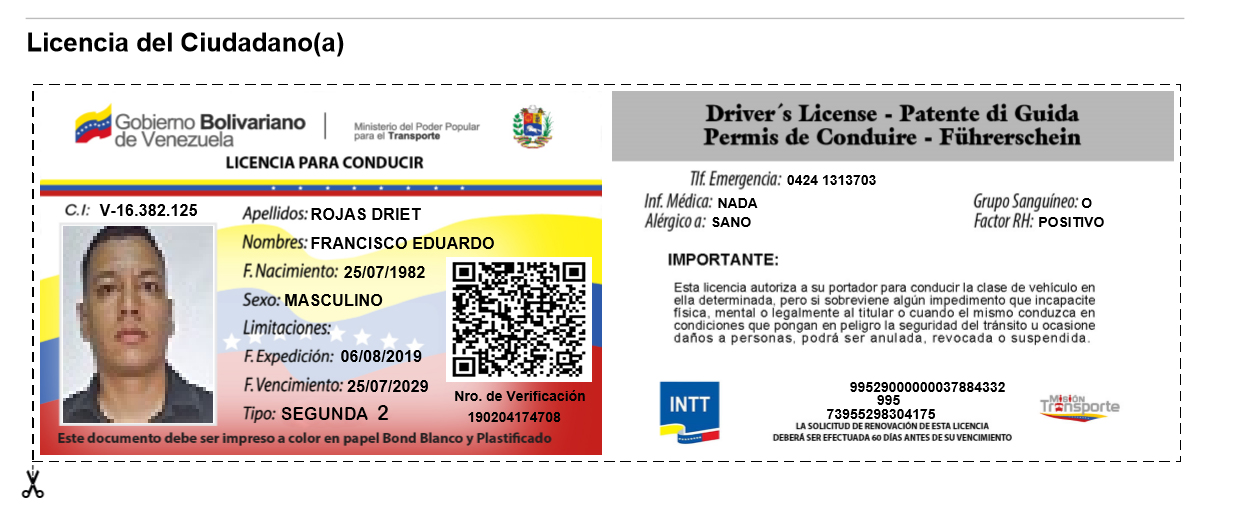 Licencia del Ciudadano(a)
Gobierno Bolivariano
de Venezuela
Ministerio del Poder Popular
para el Transporte
LICENCIA PARA CONDUCIR
C.I: V-16.382.125
Apellidos: ROJAS DRIET
Nombres: FRANCISCO EDUARDO
F.Nacimiento: 25/07/1982
Sexo: MASCULINO
Limitaciones:
F.Expedición: 06/08/2019
F.Vencimiento: 25/07/2029
Tipo: SEGUNDA 2
Nro. de Verificación
190204174708
Este documento debe ser impreso a color en papel Bond Blanco y Plastificado
Driver´s License - Patente di Guida
Permis de Conduire - Führerschein
Tlf. Emergencia: 0424 1313703
Inf. Médica: NADA
Grupo Sanguíneo: O
Alérgico a: SANO
Factor RH: POSITIVO
IMPORTANTE:
Esta licencia autoriza a su portador para conducir la clase de vehículo en
ella determinada, pero si sobreviene algún impedimento que incapacite
física, mental o legalmente al titular o cuando el mismo conduzca en
condiciones que pongan en peligro la seguridad del tránsito u ocasione
daños a personas, podrá ser anulada, revocada o suspendida.
INTT
99529000000037884332
995
73955298304175
LA SOLICITUD DE RENOVACIÓN DE ESTA LICENCIA
DEBERÁ SER EFECTUADA 60 DÍAS ANTES DE SU VENCIMIENTO
Misión
Transporte